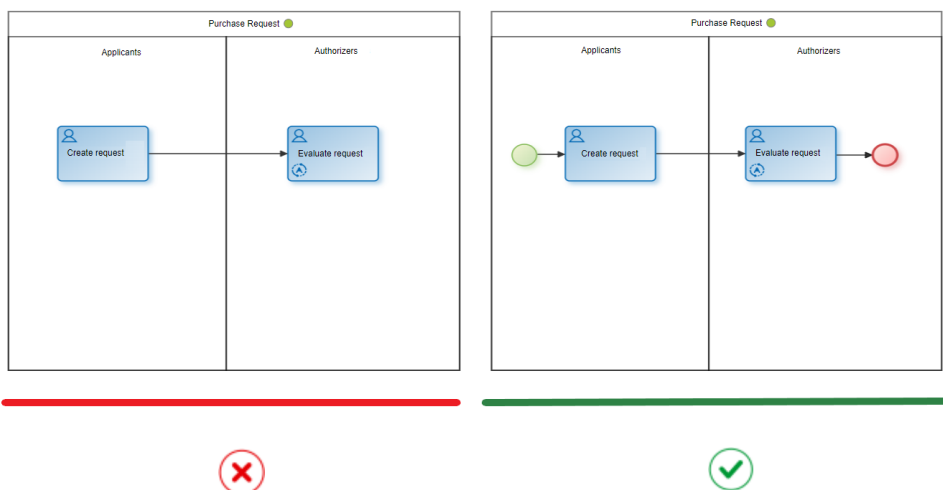 Purchase Request
Applicants
Authorizers
Create request
Evaluate request
Purchase Request
Applicants
Authorizers
Create request
Evaluate request